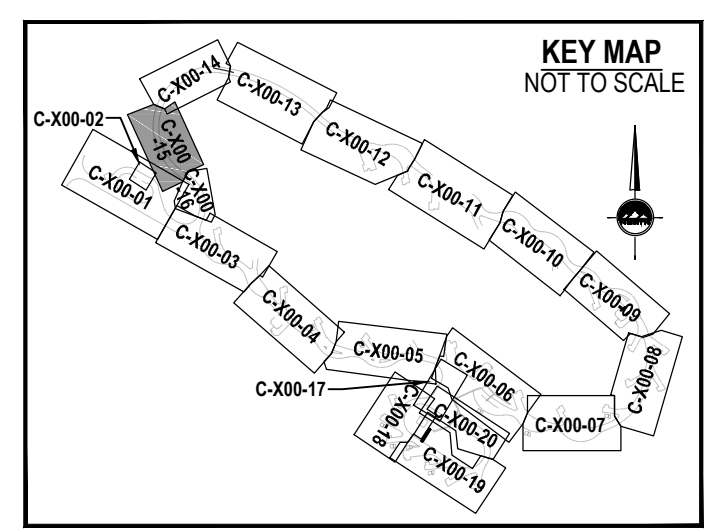 KEY MAP
NOT TO SCALE
C-X00-14
C-X00-13
C-X00-02
C-X00
-15
C-X00-12
C-X00-01
C-X00
-16
C-X00-11
C-X00-03
C-X00-10
C-X00-09
C-X00-04
C-X00-05
C-X00-08
C-X00-06
C-X00-17
C-X00-18
C-X00-20
C-X00-07
C-X00-19